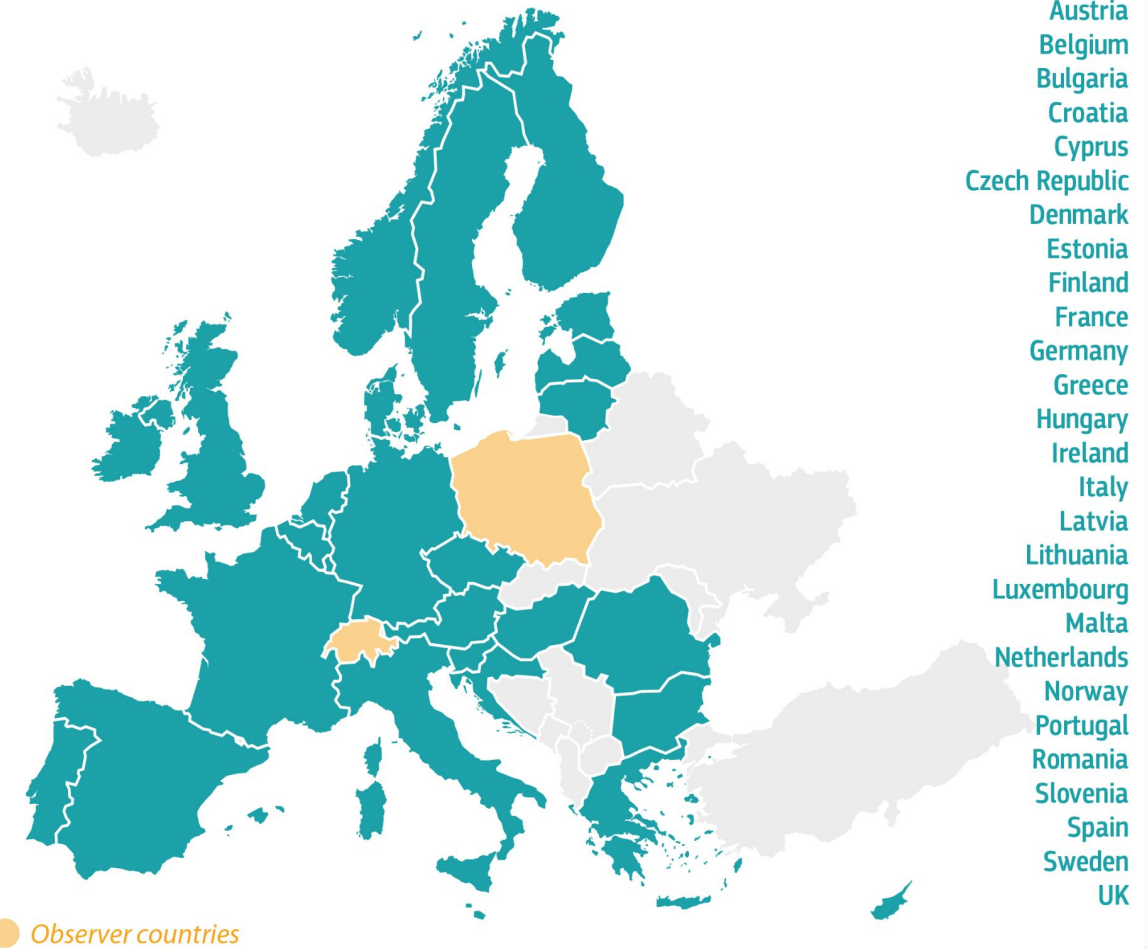 Austria
Belgium
Bulgaria
Croatia
Cyprus
Czech Republic
Denmark
Estonia
Finland
France
Germany
Greece
Hungary
Ireland
Italy
Latvia
Lithuania
Luxembourg
Malta
Netherlands
Norway
Portugal
Romania
Slovenia
Spain
Sweden
UK
Observer countries